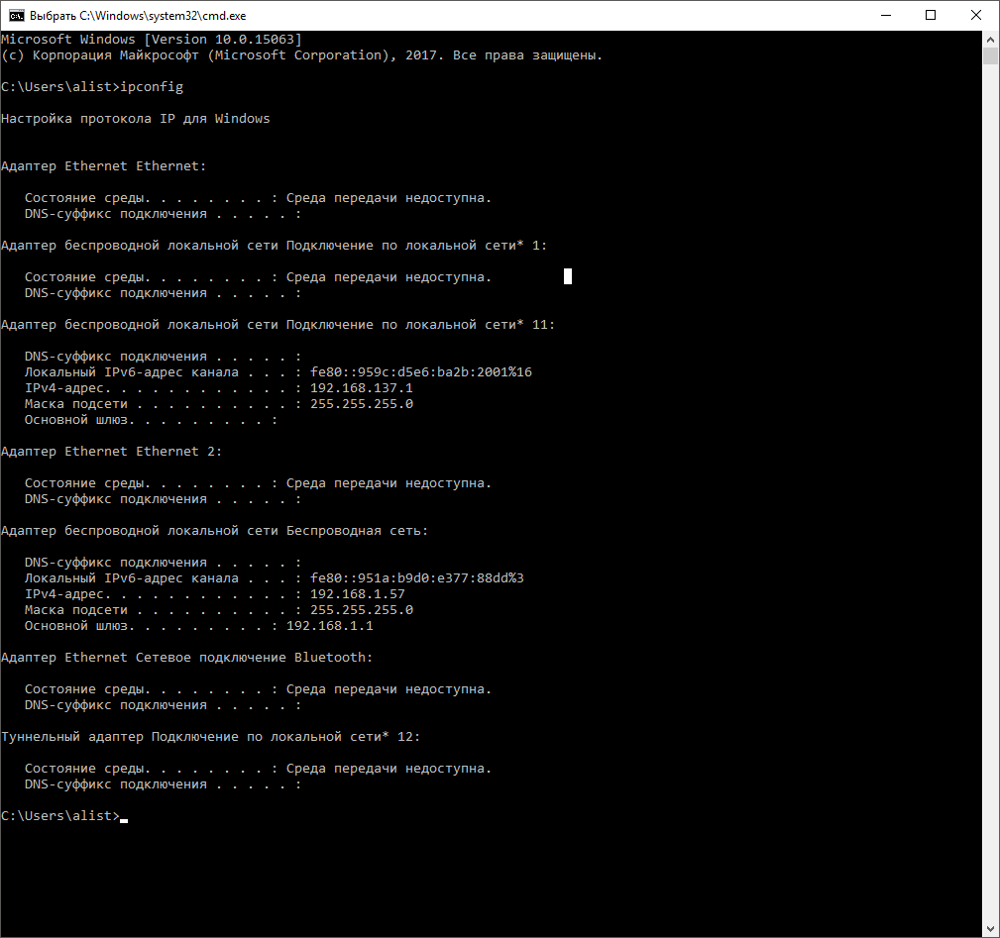 Выбрать C:\Windows\system32\cmd.exe
Microsoft Windows [Version 10.0.15063]
(c) Корпорация Майкрософт (Microsoft Corporation), 2017. Все права защищены.
C:\Users\alist>ipconfig
Настройка протокола IP для Windows
Адаптер Ethernet Ethernet:
Состояние среды. . . . . . . . : Среда передачи недоступна.
DNS-суффикс подключения . . . . . :
Адаптер беспроводной локальной сети Подключение по локальной сети* 1:
Состояние среды. . . . . . . . : Среда передачи недоступна.
DNS-суффикс подключения . . . . . :
Адаптер беспроводной локальной сети Подключение по локальной сети* 11:
DNS-суффикс подключения . . . . . :
Локальный IPv6-адрес канала . . . : fe80::959c:d5e6:ba2b:2001%16
IPv4-адрес. . . . . . . . . . . . : 192.168.137.1
Маска подсети . . . . . . . . . . : 255.255.255.0
Основной шлюз. . . . . . . . . :
Адаптер Ethernet Ethernet 2:
Состояние среды. . . . . . . . : Среда передачи недоступна.
DNS-суффикс подключения . . . . . :
Адаптер беспроводной локальной сети Беспроводная сеть:
DNS-суффикс подключения . . . . . :
Локальный IPv6-адрес канала . . . : fe80::951a:b9d0:e377:88dd%3
IPv4-адрес. . . . . . . . . . . . : 192.168.1.57
Маска подсети . . . . . . . . . . : 255.255.255.0
Основной шлюз. . . . . . . . . : 192.168.1.1
Адаптер Ethernet Сетевое подключение Bluetooth:
Состояние среды. . . . . . . . : Среда передачи недоступна.
DNS-суффикс подключения . . . . . :
Туннельный адаптер Подключение по локальной сети* 12:
Состояние среды. . . . . . . . : Среда передачи недоступна.
DNS-суффикс подключения . . . . . :
C:\Users\alist>